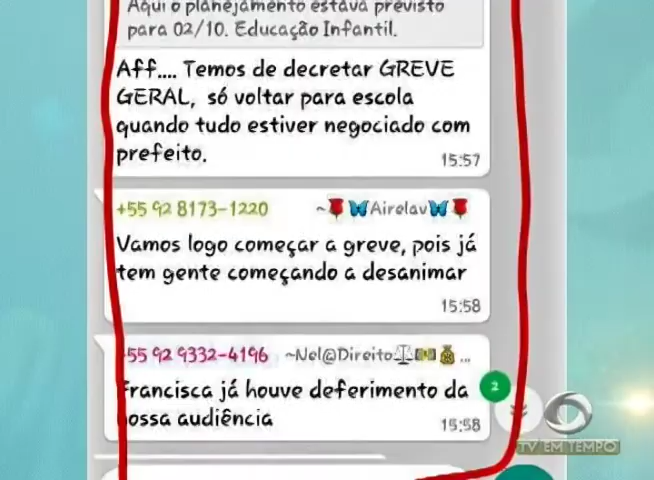 Aqui o planejamento estava previsto
para 02/10. Educação Infantil.
Aff.... Temos de decretar GREVE
GERAL, só voltar para escola
quando tudo estiver negociado com
prefeito.
15:57
+55 92 8173-1220 ~🌹🦋Airelav🦋🌹
Vamos logo começar a greve, pois já
tem gente começando a desanimar
15:58
+55 92 9332-4196 ~Nel@Direito⚖️💵💰...
Francisca já houve deferimento da
nossa audiência
15:58
2
TV EM TEMPO